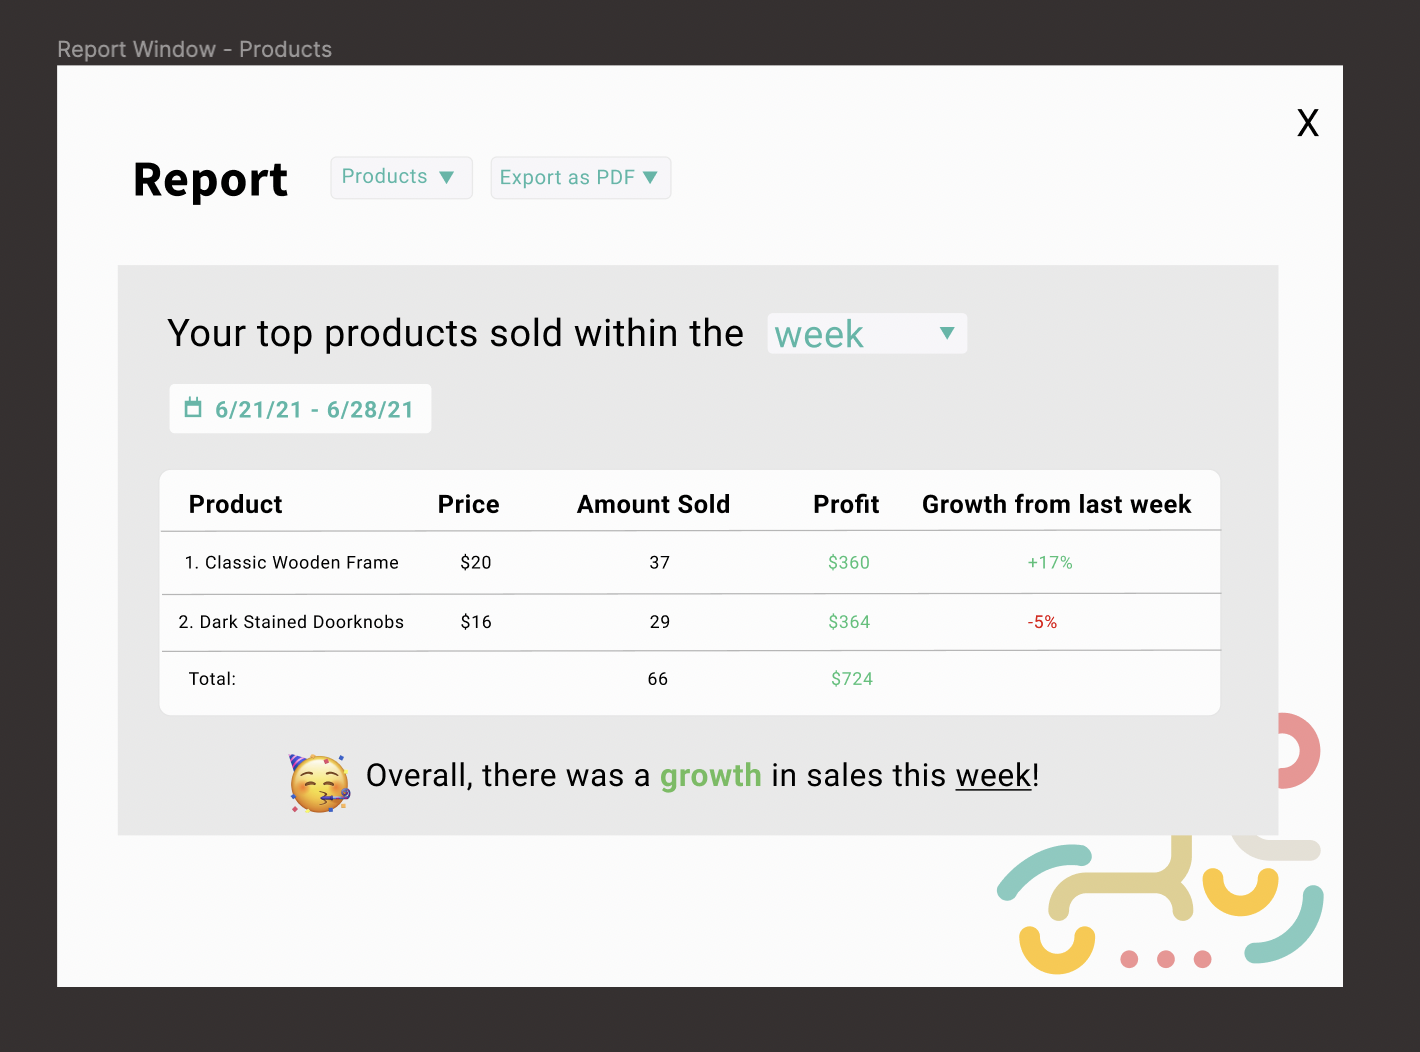 Report Window - Products
X
Report
Products ▼
Export as PDF ▼
Your top products sold within the week ▼
6/21/21 - 6/28/21
Product Price Amount Sold Profit Growth from last week
1. Classic Wooden Frame $20 37 $360 +17%
2. Dark Stained Doorknobs $16 29 $364 -5%
Total: 66 $724
Overall, there was a growth in sales this week!